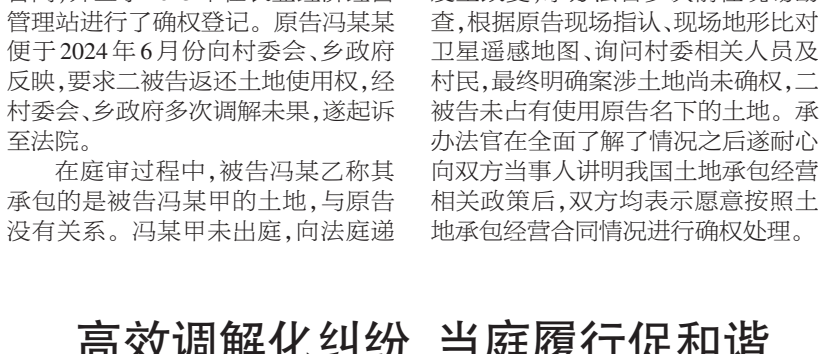 管理站进行了确权登记。原告冯某某
便于2024年6月份向村委会、乡政府
反映,要求二被告返还土地使用权,经
村委会、乡政府多次调解未果,遂起诉
至法院。
在庭审过程中,被告冯某乙称其
承包的是被告冯某甲的土地,与原告
没有关系。冯某甲未出庭,向法庭递
查,根据原告现场指认、现场地形比对
卫星遥感地图、询问村委相关人员及
村民,最终明确案涉土地尚未确权,二
被告未占有使用原告名下的土地。承
办法官在全面了解了情况之后遂耐心
向双方当事人讲明我国土地承包经营
相关政策后,双方均表示愿意按照土
地承包经营合同情况进行确权处理。
高效调解化纠纷 当庭履行促和谐